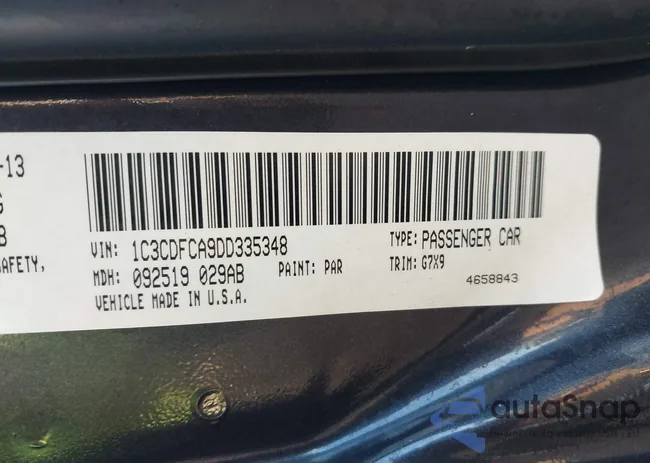 -13
G
8
AFETY,
VIN: 1C3CDFCA9DD335348
TYPE: PASSENGER CAR
MDH: 092519 029AB
PAINT: PAR
TRIM: G7X9
VEHICLE MADE IN U.S.A.
4658843
autoSnap